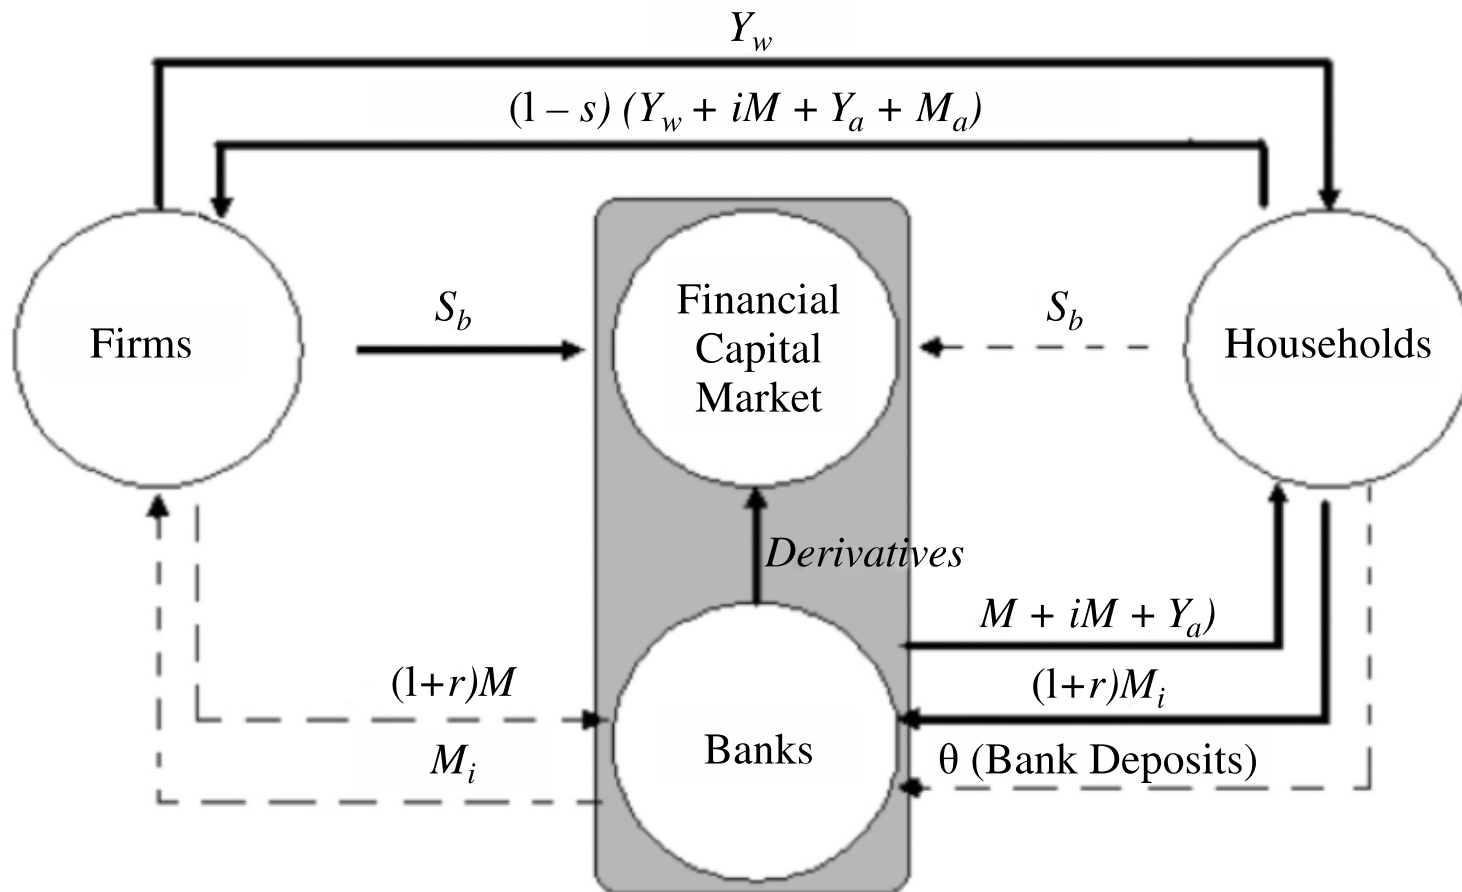 Y_w
(1 – s) (Y_w + iM + Y_a + M_a)
S_b
S_b
Firms
Financial
Capital
Market
Households
Derivatives
M + iM + Y_a)
(1+r)M
(1+r)M_i
Banks
θ (Bank Deposits)
M_i